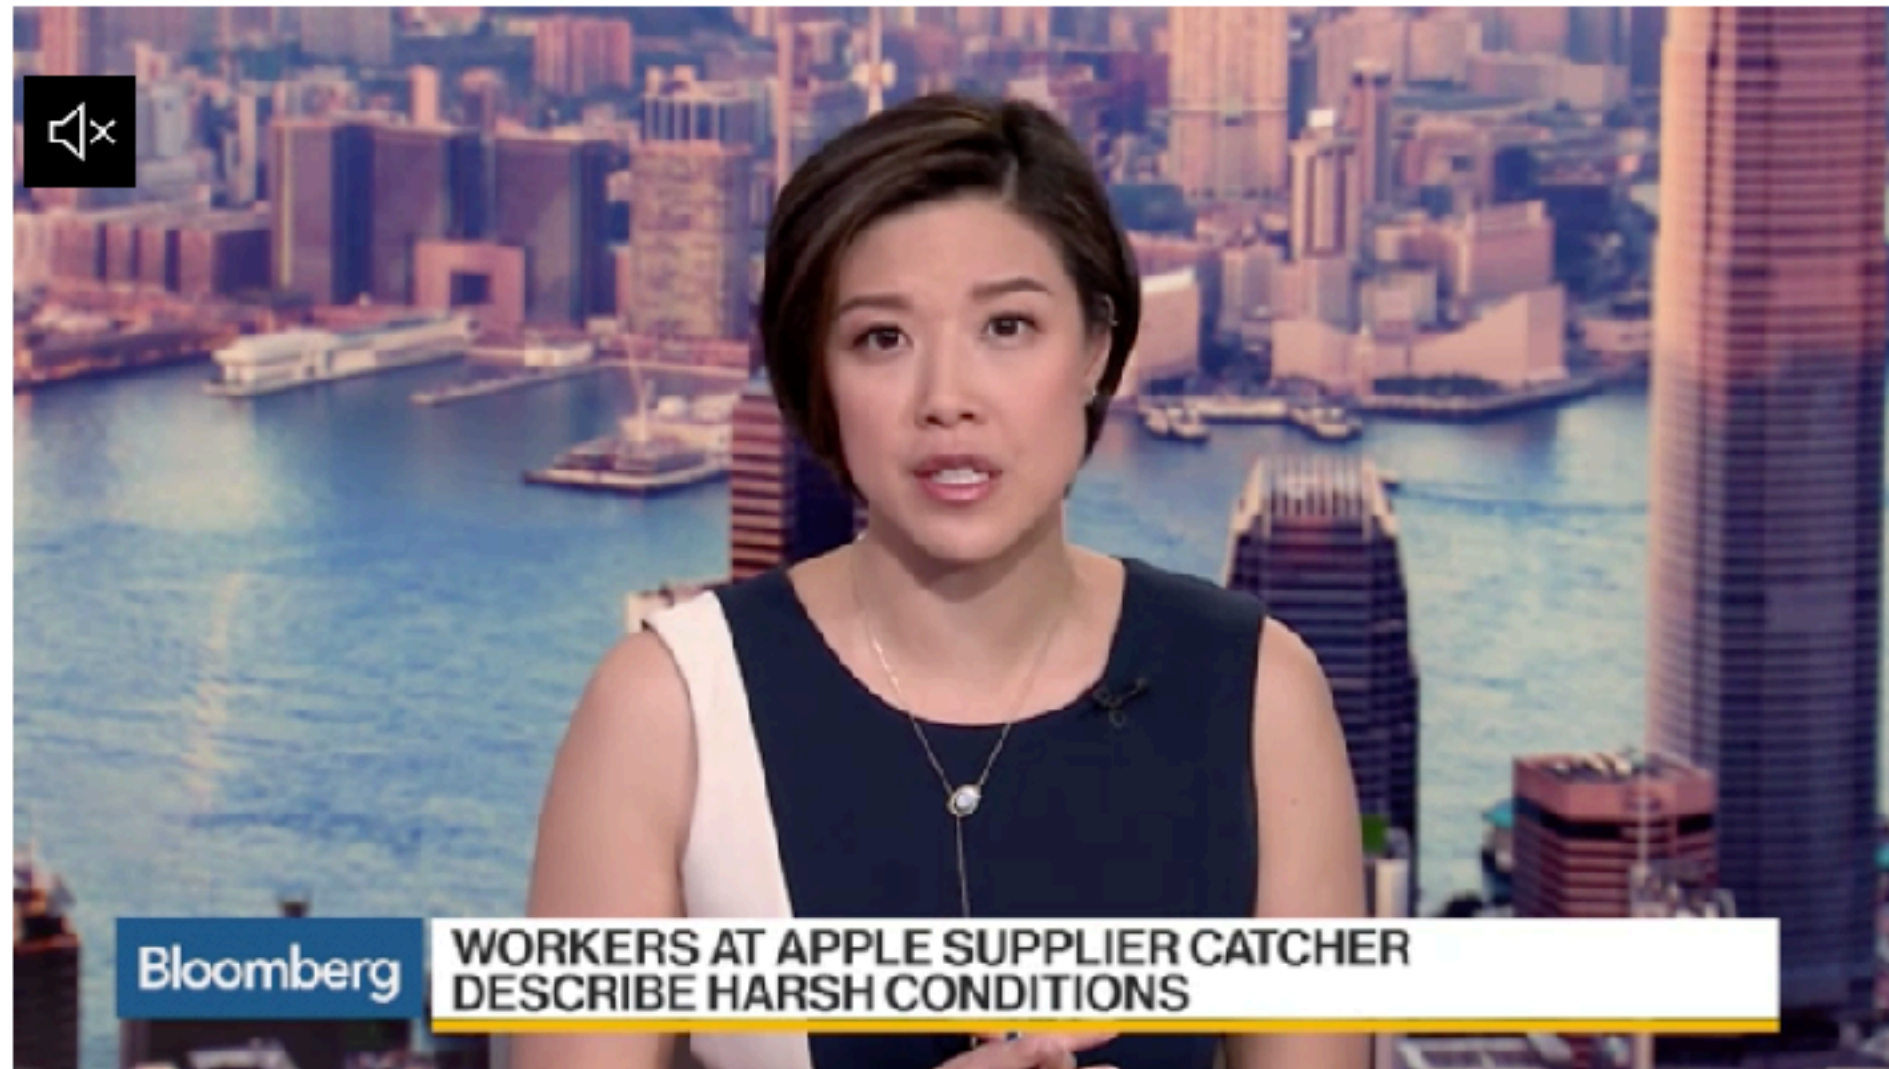 Bloomberg
WORKERS AT APPLE SUPPLIER CATCHER
DESCRIBE HARSH CONDITIONS